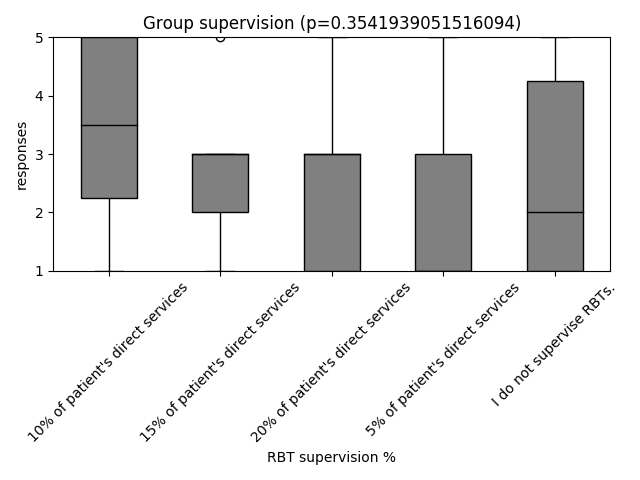 Group supervision (p=0.3541939051516094)
responses
5
4
3
2
1
10% of patient's direct services
15% of patient's direct services
20% of patient's direct services
5% of patient's direct services
I do not supervise RBTs.
RBT supervision %